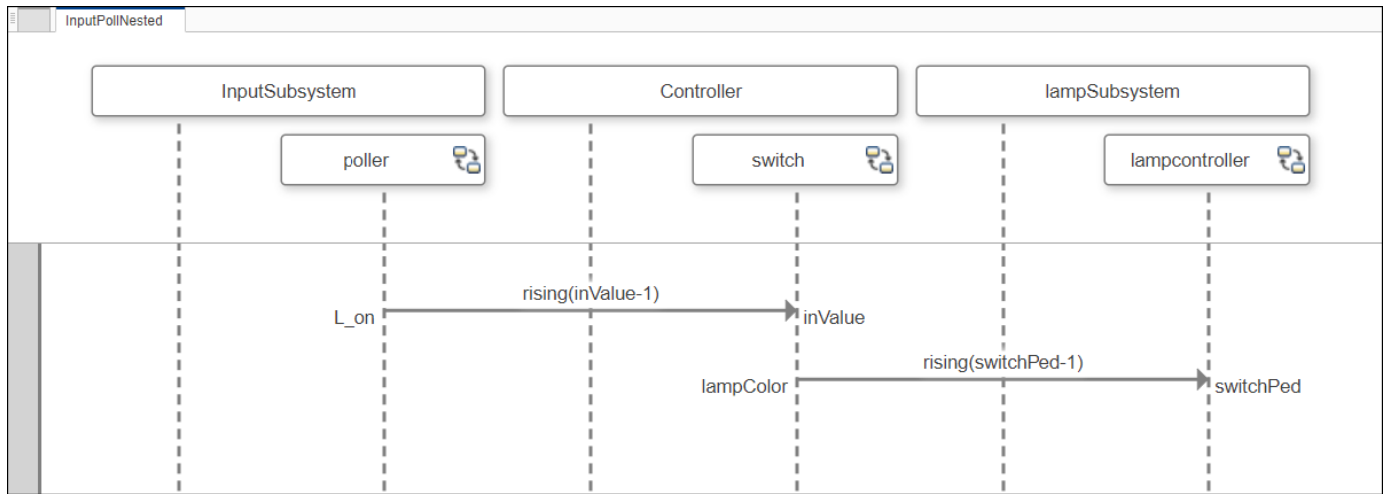 InputPollNested
InputSubsystem
Controller
lampSubsystem
poller
switch
lampcontroller
rising(inValue-1)
L_on
inValue
rising(switchPed-1)
lampColor
switchPed